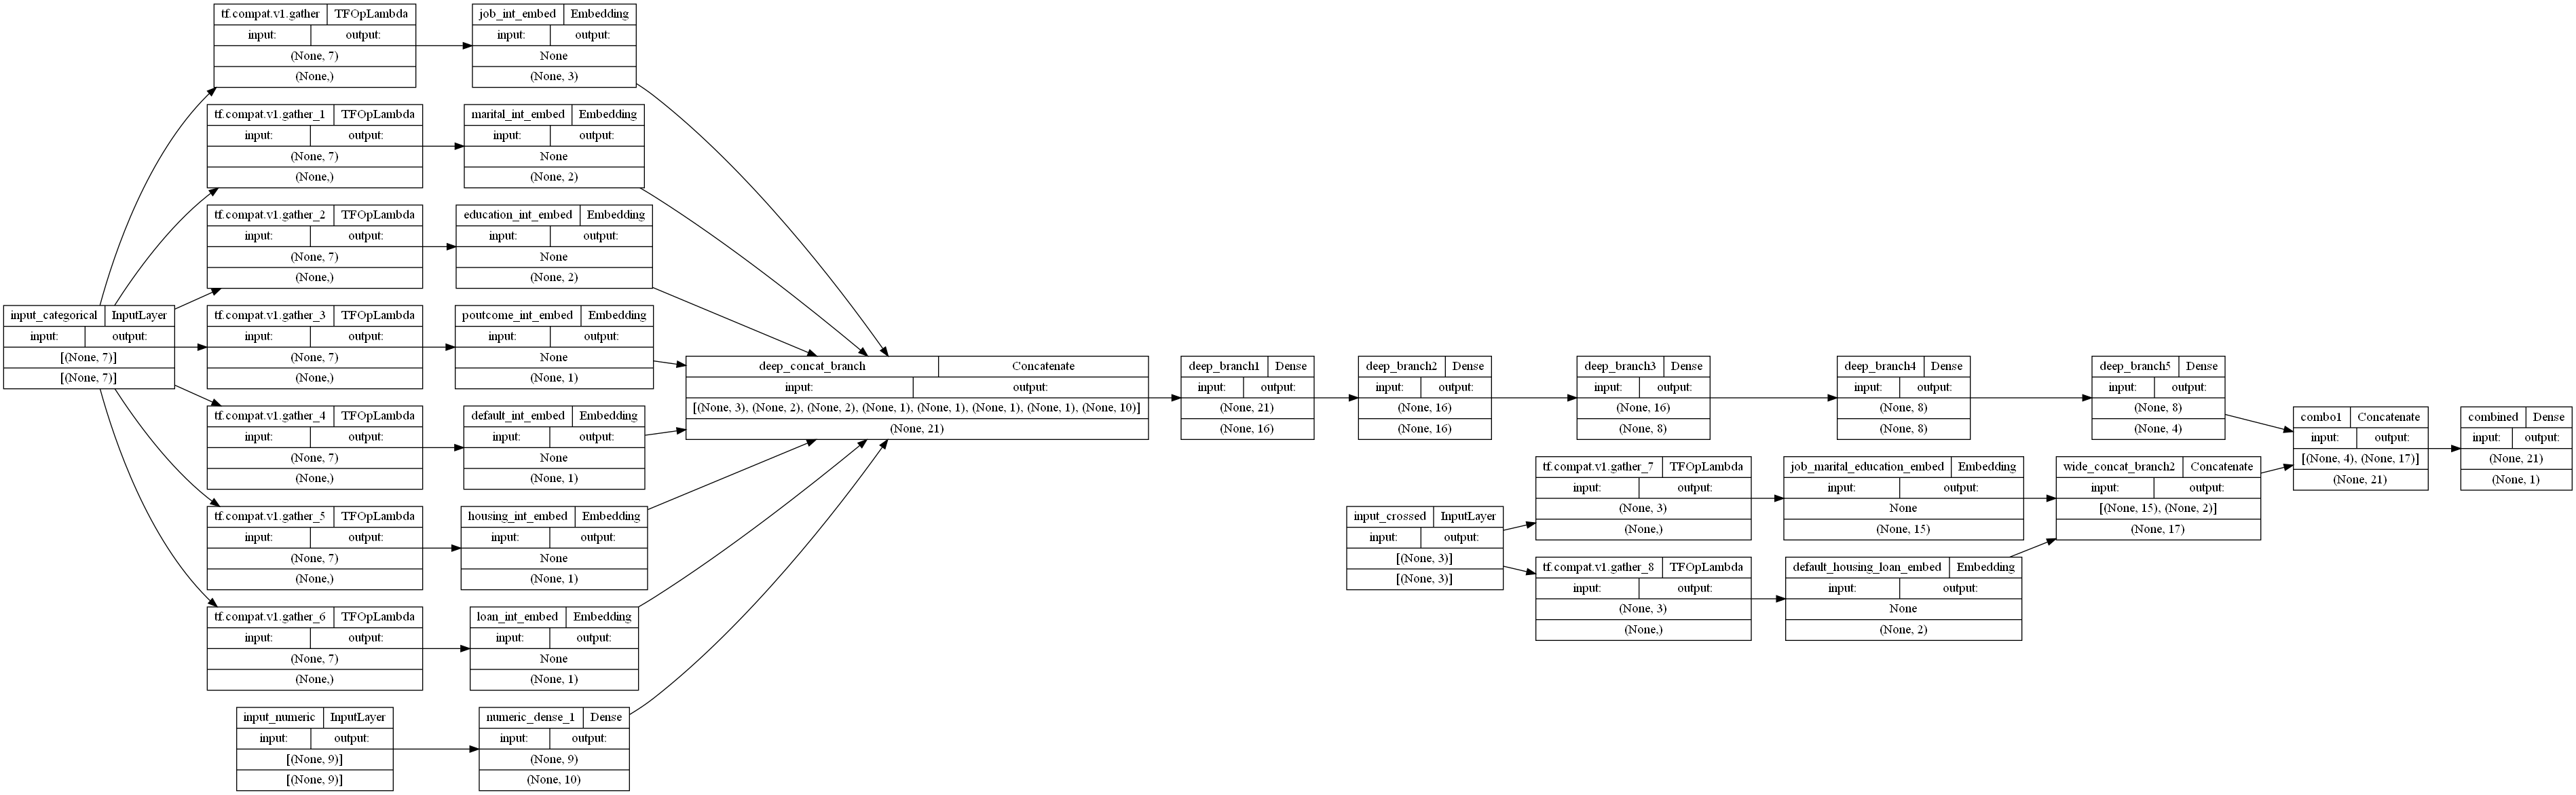 tf.compat.v1.gather TFOpLambda
input: output:
(None, 7)
(None,)
job_int_embed Embedding
input: output:
None
(None, 3)
tf.compat.v1.gather_1 TFOpLambda
input: output:
(None, 7)
(None,)
marital_int_embed Embedding
input: output:
None
(None, 2)
tf.compat.v1.gather_2 TFOpLambda
input: output:
(None, 7)
(None,)
education_int_embed Embedding
input: output:
None
(None, 2)
input_categorical InputLayer
input: output:
[(None, 7)]
[(None, 7)]
tf.compat.v1.gather_3 TFOpLambda
input: output:
(None, 7)
(None,)
poutcome_int_embed Embedding
input: output:
None
(None, 1)
tf.compat.v1.gather_4 TFOpLambda
input: output:
(None, 7)
(None,)
default_int_embed Embedding
input: output:
None
(None, 1)
tf.compat.v1.gather_5 TFOpLambda
input: output:
(None, 7)
(None,)
housing_int_embed Embedding
input: output:
None
(None, 1)
tf.compat.v1.gather_6 TFOpLambda
input: output:
(None, 7)
(None,)
loan_int_embed Embedding
input: output:
None
(None, 1)
input_numeric InputLayer
input: output:
[(None, 9)]
[(None, 9)]
numeric_dense_1 Dense
input: output:
(None, 9)
(None, 10)
deep_concat_branch Concatenate
input: output:
[(None, 3), (None, 2), (None, 2), (None, 1), (None, 1), (None, 1), (None, 1), (None, 10)]
(None, 21)
deep_branch1 Dense
input: output:
(None, 21)
(None, 16)
deep_branch2 Dense
input: output:
(None, 16)
(None, 16)
deep_branch3 Dense
input: output:
(None, 16)
(None, 8)
deep_branch4 Dense
input: output:
(None, 8)
(None, 8)
deep_branch5 Dense
input: output:
(None, 8)
(None, 4)
input_crossed InputLayer
input: output:
[(None, 3)]
[(None, 3)]
tf.compat.v1.gather_7 TFOpLambda
input: output:
(None, 3)
(None,)
job_marital_education_embed Embedding
input: output:
None
(None, 15)
tf.compat.v1.gather_8 TFOpLambda
input: output:
(None, 3)
(None,)
default_housing_loan_embed Embedding
input: output:
None
(None, 2)
wide_concat_branch2 Concatenate
input: output:
[(None, 15), (None, 2)]
(None, 17)
combo1 Concatenate
input: output:
[(None, 4), (None, 17)]
(None, 21)
combined Dense
input: output:
(None, 21)
(None, 1)